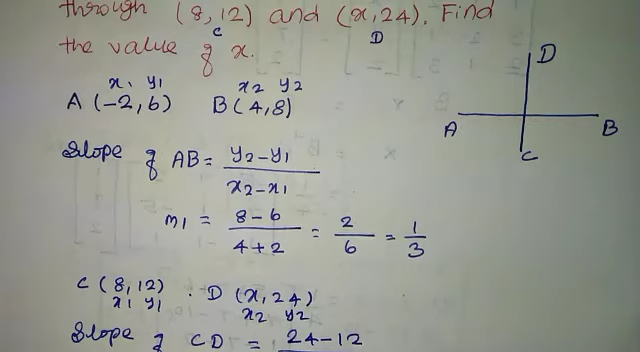 through (8,12) and (x,24). Find
C D
the value of x.
x1 y1 x2 y2
A (-2,6) B(4,8)
D
A B
C
Slope of AB = y2-y1 / x2-x1
m1 = 8-6 / 4+2 = 2 / 6 = 1 / 3
C (8,12) . D (x,24)
x1 y1 x2 y2
Slope of CD = 24-12